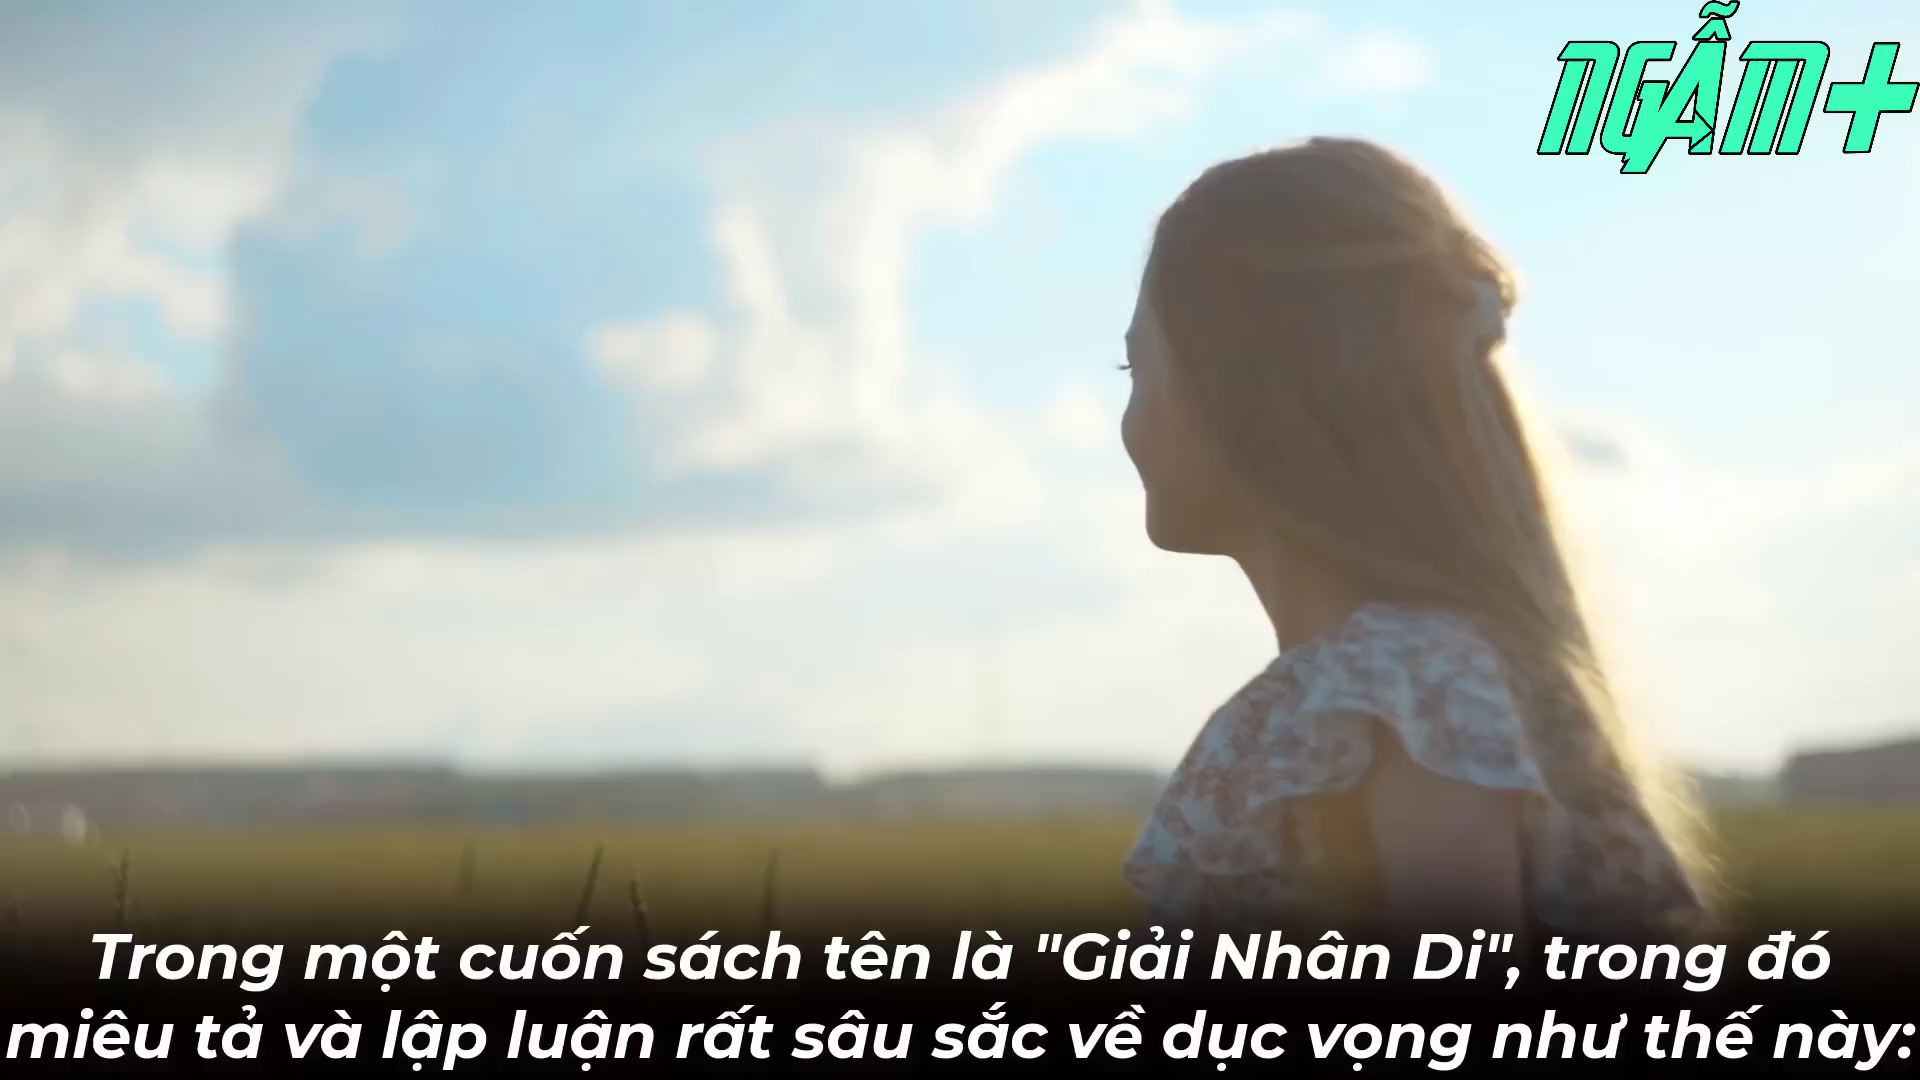 NGẪM+
Trong một cuốn sách tên là "Giải Nhân Di", trong đó
miêu tả và lập luận rất sâu sắc về dục vọng như thế này: